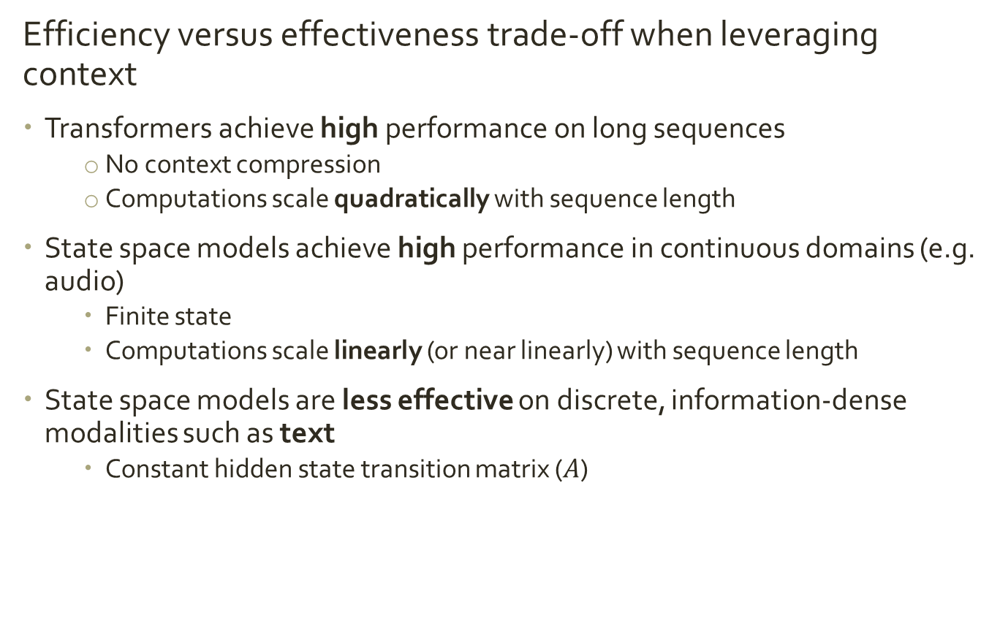 Efficiency versus effectiveness trade-off when leveraging
context
• Transformers achieve high performance on long sequences
○ No context compression
○ Computations scale quadratically with sequence length
• State space models achieve high performance in continuous domains (e.g.
audio)
• Finite state
• Computations scale linearly (or near linearly) with sequence length
• State space models are less effective on discrete, information-dense
modalities such as text
• Constant hidden state transition matrix (A)